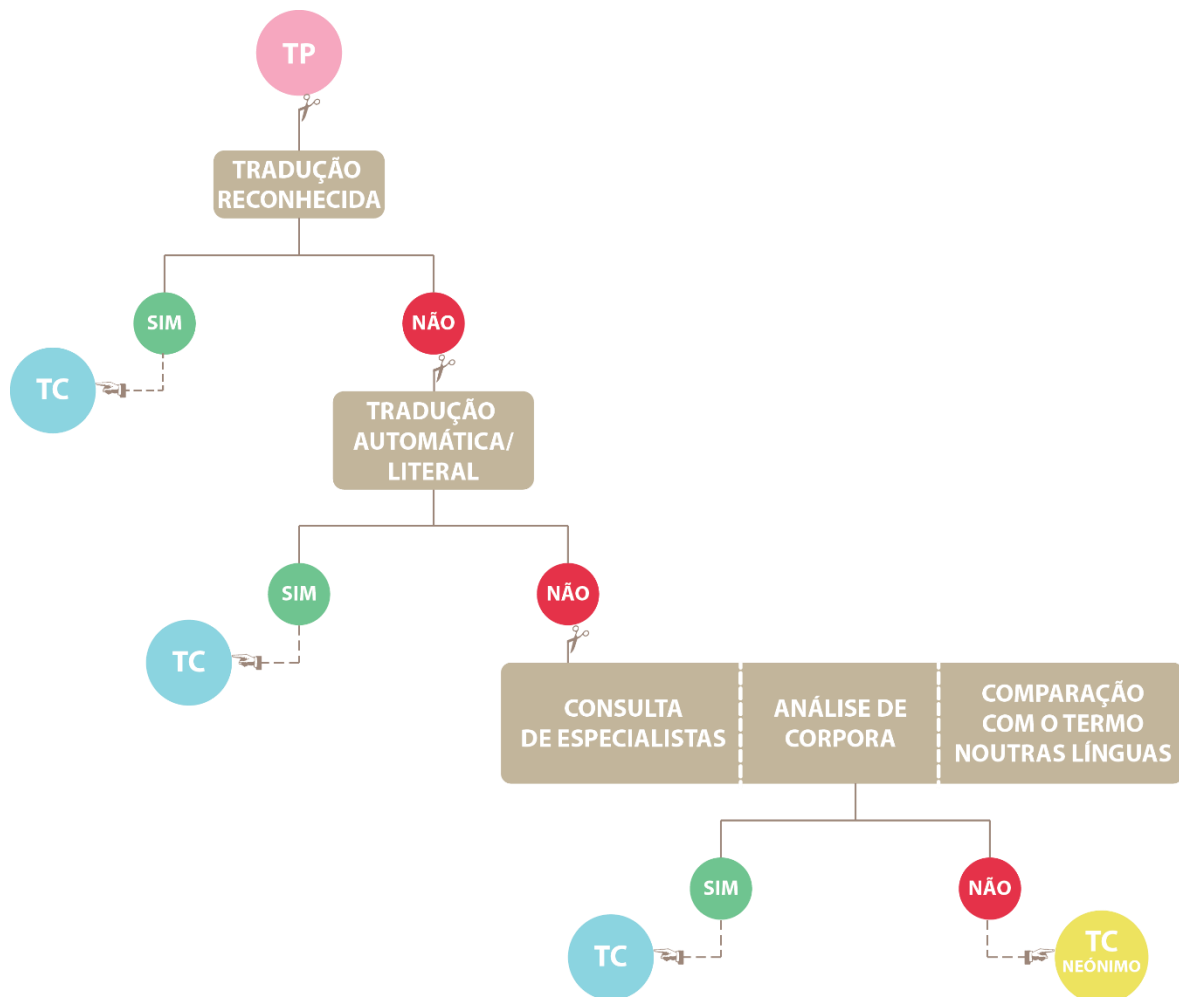 TP
TRADUÇÃO
RECONHECIDA
SIM
NÃO
TC
TRADUÇÃO
AUTOMÁTICA/
LITERAL
SIM
NÃO
TC
CONSULTA
DE ESPECIALISTAS
ANÁLISE DE
CORPORA
COMPARAÇÃO
COM O TERMO
NOUTRAS LÍNGUAS
SIM
NÃO
TC
TC
NEÓNIMO